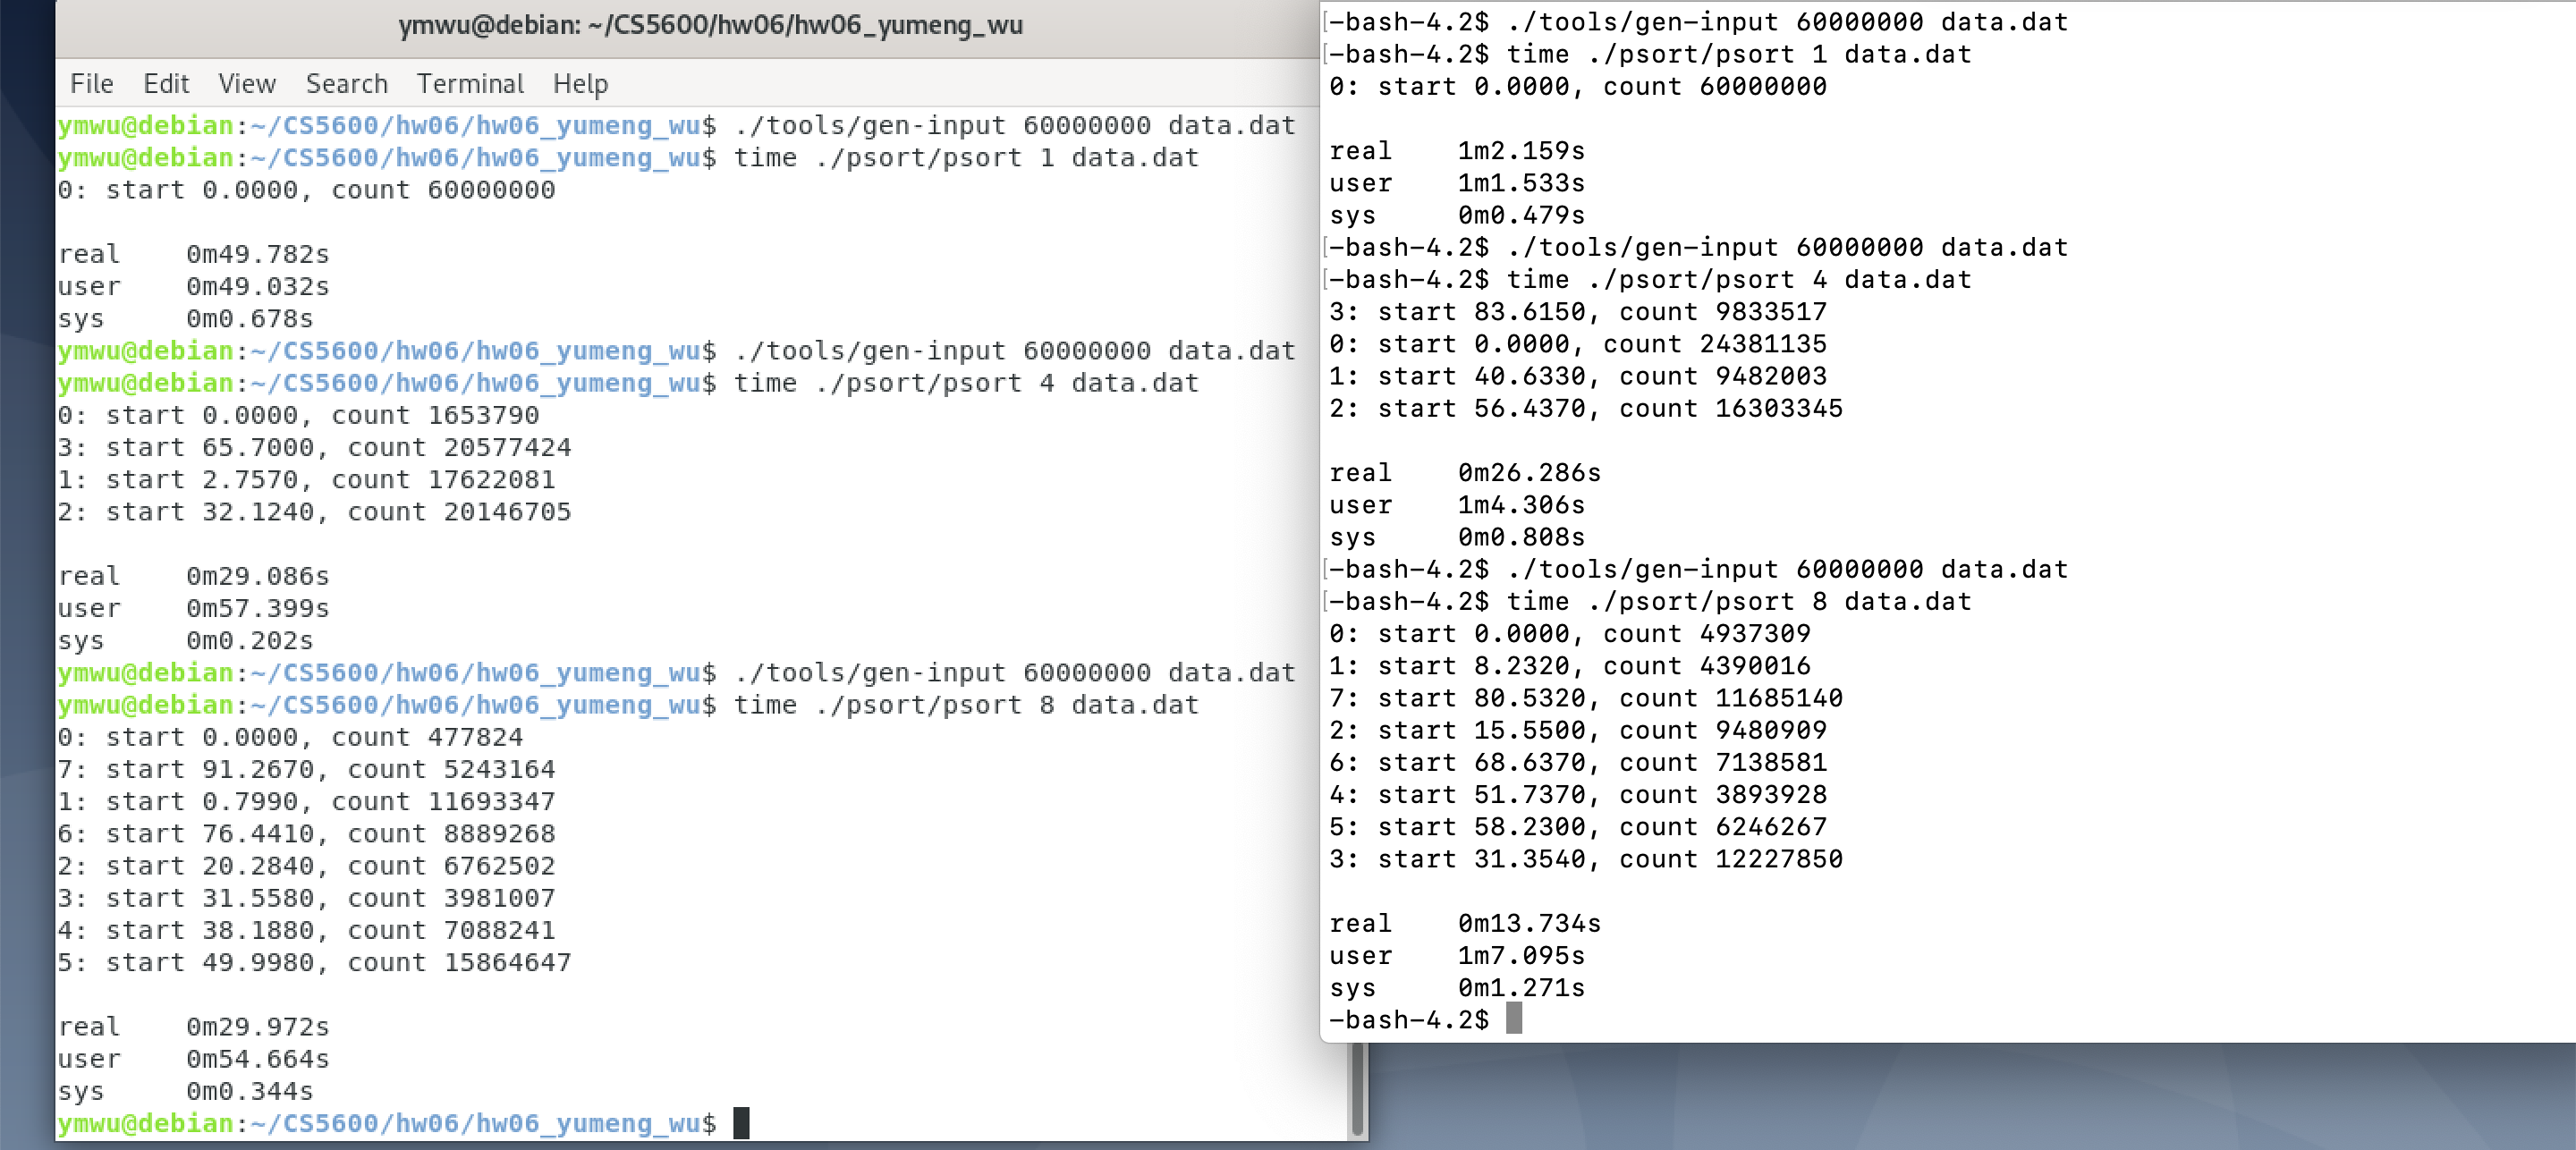 ymwu@debian: ~/CS5600/hw06/hw06_yumeng_wu
File Edit View Search Terminal Help
ymwu@debian:~/CS5600/hw06/hw06_yumeng_wu$ ./tools/gen-input 60000000 data.dat
ymwu@debian:~/CS5600/hw06/hw06_yumeng_wu$ time ./psort/psort 1 data.dat
0: start 0.0000, count 60000000

real 0m49.782s
user 0m49.032s
sys 0m0.678s
ymwu@debian:~/CS5600/hw06/hw06_yumeng_wu$ ./tools/gen-input 60000000 data.dat
ymwu@debian:~/CS5600/hw06/hw06_yumeng_wu$ time ./psort/psort 4 data.dat
0: start 0.0000, count 1653790
3: start 65.7000, count 20577424
1: start 2.7570, count 17622081
2: start 32.1240, count 20146705

real 0m29.086s
user 0m57.399s
sys 0m0.202s
ymwu@debian:~/CS5600/hw06/hw06_yumeng_wu$ ./tools/gen-input 60000000 data.dat
ymwu@debian:~/CS5600/hw06/hw06_yumeng_wu$ time ./psort/psort 8 data.dat
0: start 0.0000, count 477824
7: start 91.2670, count 5243164
1: start 0.7990, count 11693347
6: start 76.4410, count 8889268
2: start 20.2840, count 6762502
3: start 31.5580, count 3981007
4: start 38.1880, count 7088241
5: start 49.9980, count 15864647

real 0m29.972s
user 0m54.664s
sys 0m0.344s
ymwu@debian:~/CS5600/hw06/hw06_yumeng_wu$
[-bash-4.2$ ./tools/gen-input 60000000 data.dat
[-bash-4.2$ time ./psort/psort 1 data.dat
0: start 0.0000, count 60000000

real 1m2.159s
user 1m1.533s
sys 0m0.479s
[-bash-4.2$ ./tools/gen-input 60000000 data.dat
[-bash-4.2$ time ./psort/psort 4 data.dat
3: start 83.6150, count 9833517
0: start 0.0000, count 24381135
1: start 40.6330, count 9482003
2: start 56.4370, count 16303345

real 0m26.286s
user 1m4.306s
sys 0m0.808s
[-bash-4.2$ ./tools/gen-input 60000000 data.dat
[-bash-4.2$ time ./psort/psort 8 data.dat
0: start 0.0000, count 4937309
1: start 8.2320, count 4390016
7: start 80.5320, count 11685140
2: start 15.5500, count 9480909
6: start 68.6370, count 7138581
4: start 51.7370, count 3893928
5: start 58.2300, count 6246267
3: start 31.3540, count 12227850

real 0m13.734s
user 1m7.095s
sys 0m1.271s
-bash-4.2$